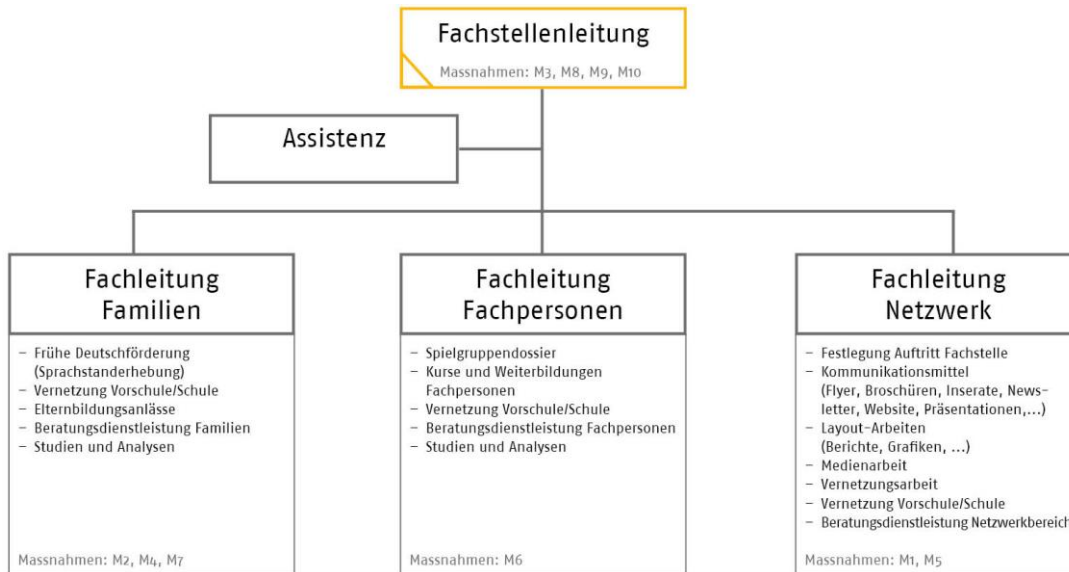 Fachstellenleitung
Massnahmen: M3, M8, M9, M10
Assistenz
Fachleitung
Familien
– Frühe Deutschförderung
(Sprachstanderhebung)
– Vernetzung Vorschule/Schule
– Elternbildungsanlässe
– Beratungsdienstleistung Familien
– Studien und Analysen
Massnahmen: M2, M4, M7
Fachleitung
Fachpersonen
– Spielgruppendossier
– Kurse und Weiterbildungen
Fachpersonen
– Vernetzung Vorschule/Schule
– Beratungsdienstleistung Fachpersonen
– Studien und Analysen
Massnahmen: M6
Fachleitung
Netzwerk
– Festlegung Auftritt Fachstelle
– Kommunikationsmittel
(Flyer, Broschüren, Inserate, News-
letter, Website, Präsentationen,...)
– Layout-Arbeiten
(Berichte, Grafiken, ...)
– Medienarbeit
– Vernetzungsarbeit
– Vernetzung Vorschule/Schule
– Beratungsdienstleistung Netzwerkbereich
Massnahmen: M1, M5